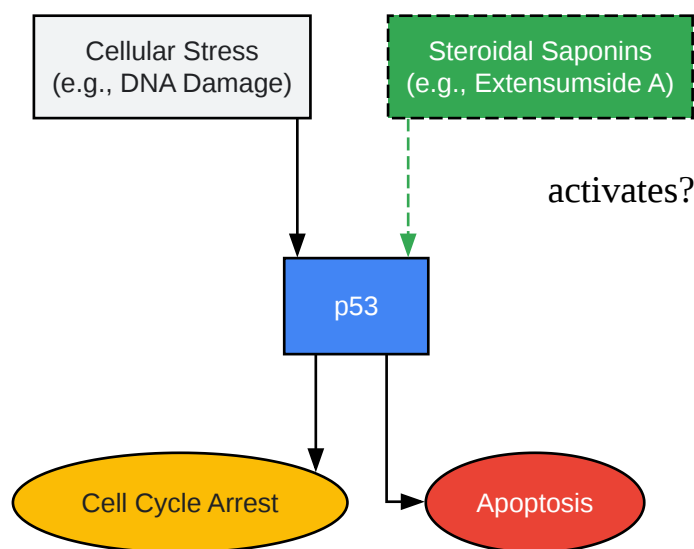 Cellular Stress
(e.g., DNA Damage)
Steroidal Saponins
(e.g., Extensumside A)
activates?
p53
Cell Cycle Arrest
Apoptosis